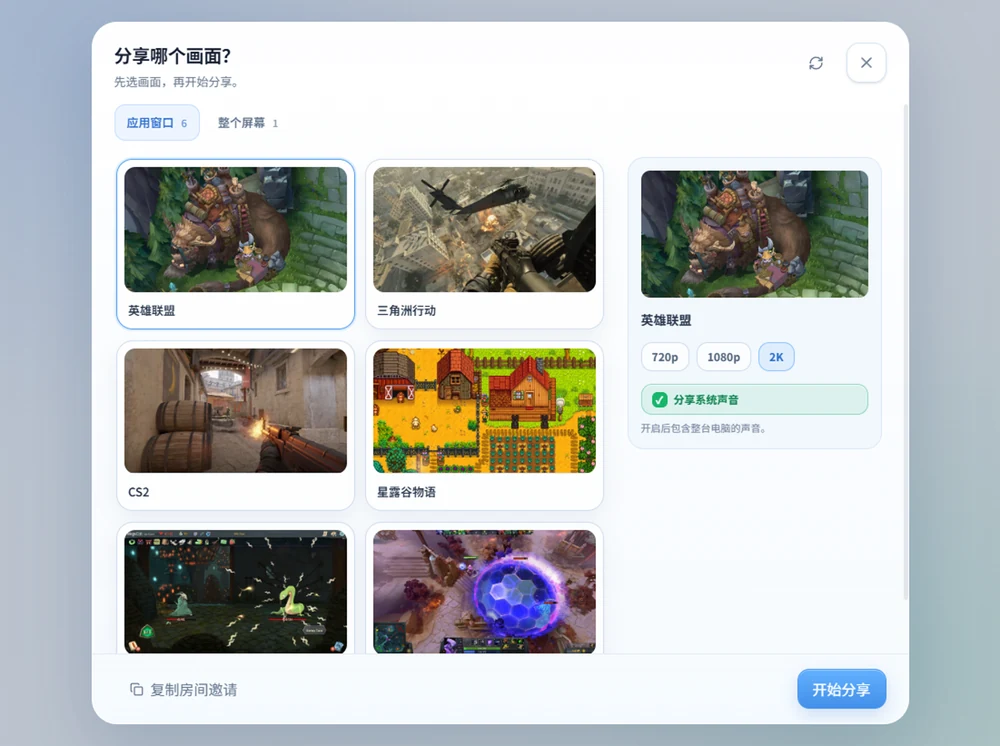 分享哪个画面？
先选画面，再开始分享。
应用窗口 6
整个屏幕 1
英雄联盟
三角洲行动
CS2
星露谷物语
英雄联盟
720p
1080p
2K
分享系统声音
开启后包含整台电脑的声音。
复制房间邀请
开始分享